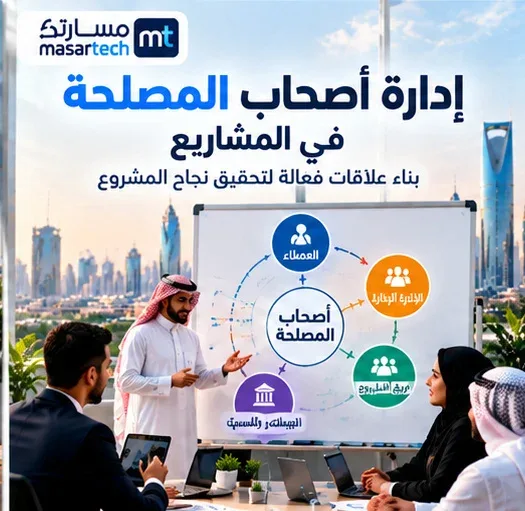 مسارتك
masartech
mt
إدارة أصحاب المصلحة
في المشاريع
بناء علاقات فعالة لتحقيق نجاح المشروع
العملاء
أصحاب
المصلحة